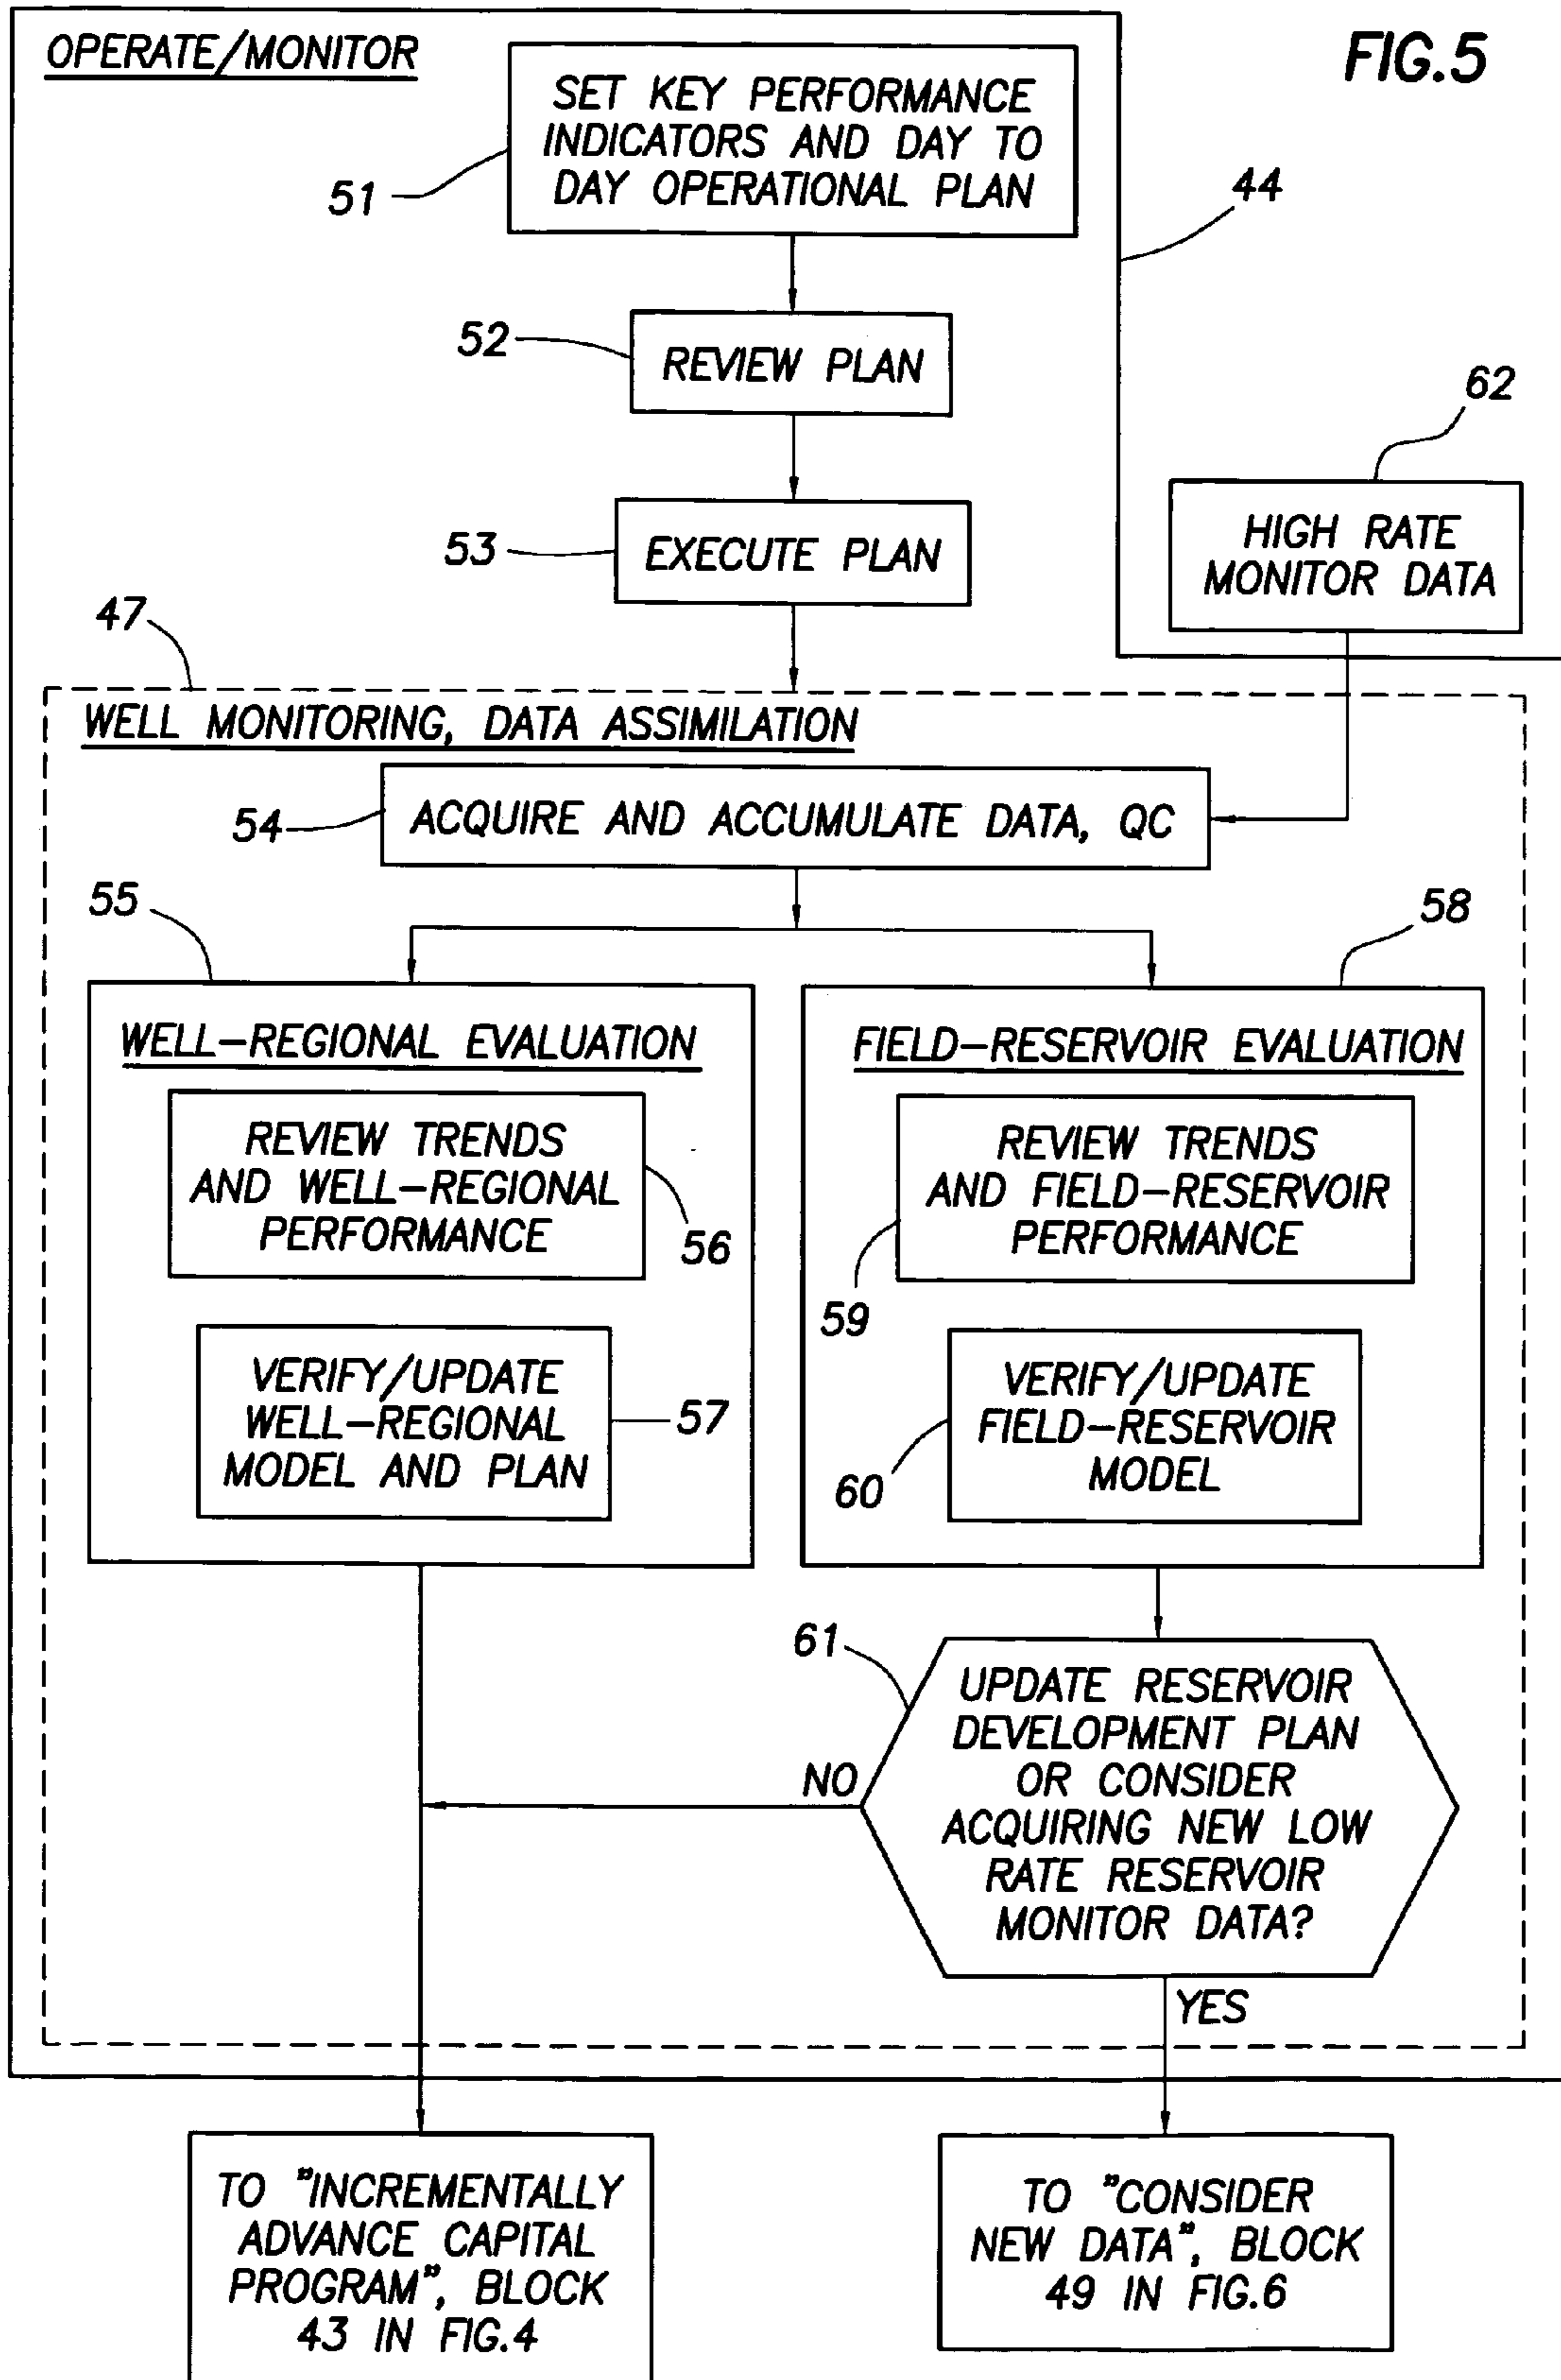 OPERATE/MONITOR
FIG.5
SET KEY PERFORMANCE
INDICATORS AND DAY TO
DAY OPERATIONAL PLAN
51
44
52
REVIEW PLAN
62
53
EXECUTE PLAN
HIGH RATE
MONITOR DATA
47
WELL MONITORING, DATA ASSIMILATION
54
ACQUIRE AND ACCUMULATE DATA, QC
55
58
WELL-REGIONAL EVALUATION
REVIEW TRENDS
AND WELL-REGIONAL
PERFORMANCE
56
VERIFY/UPDATE
WELL-REGIONAL
MODEL AND PLAN
57
FIELD-RESERVOIR EVALUATION
REVIEW TRENDS
AND FIELD-RESERVOIR
PERFORMANCE
59
VERIFY/UPDATE
FIELD-RESERVOIR
MODEL
60
61
UPDATE RESERVOIR
DEVELOPMENT PLAN
OR CONSIDER
ACQUIRING NEW LOW
RATE RESERVOIR
MONITOR DATA?
NO
YES
TO "INCREMENTALLY
ADVANCE CAPITAL
PROGRAM", BLOCK
43 IN FIG.4
TO "CONSIDER
NEW DATA", BLOCK
49 IN FIG.6